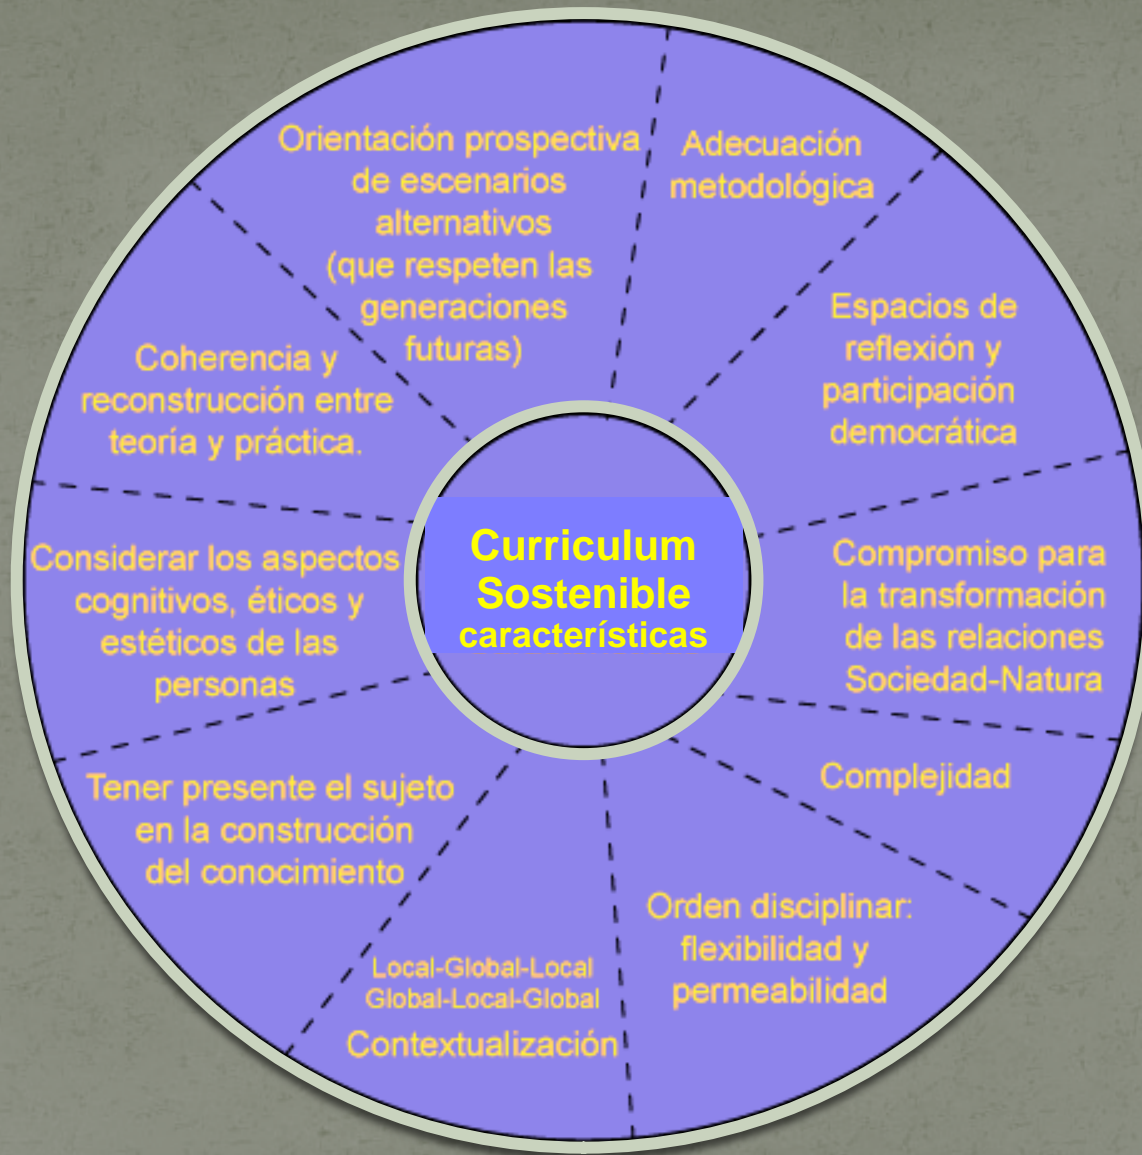 Curriculum
Sostenible
características
Orientación prospectiva
de escenarios
alternativos
(que respeten las
generaciones
futuras)
Adecuación
metodológica
Espacios de
reflexión y
participación
democrática
Compromiso para
la transformación
de las relaciones
Sociedad-Natura
Complejidad
Orden disciplinar:
flexibilidad y
permeabilidad
Local-Global-Local
Global-Local-Global
Contextualización
Tener presente el sujeto
en la construcción
del conocimiento
Considerar los aspectos
cognitivos, éticos y
estéticos de las
personas
Coherencia y
reconstrucción entre
teoría y práctica.